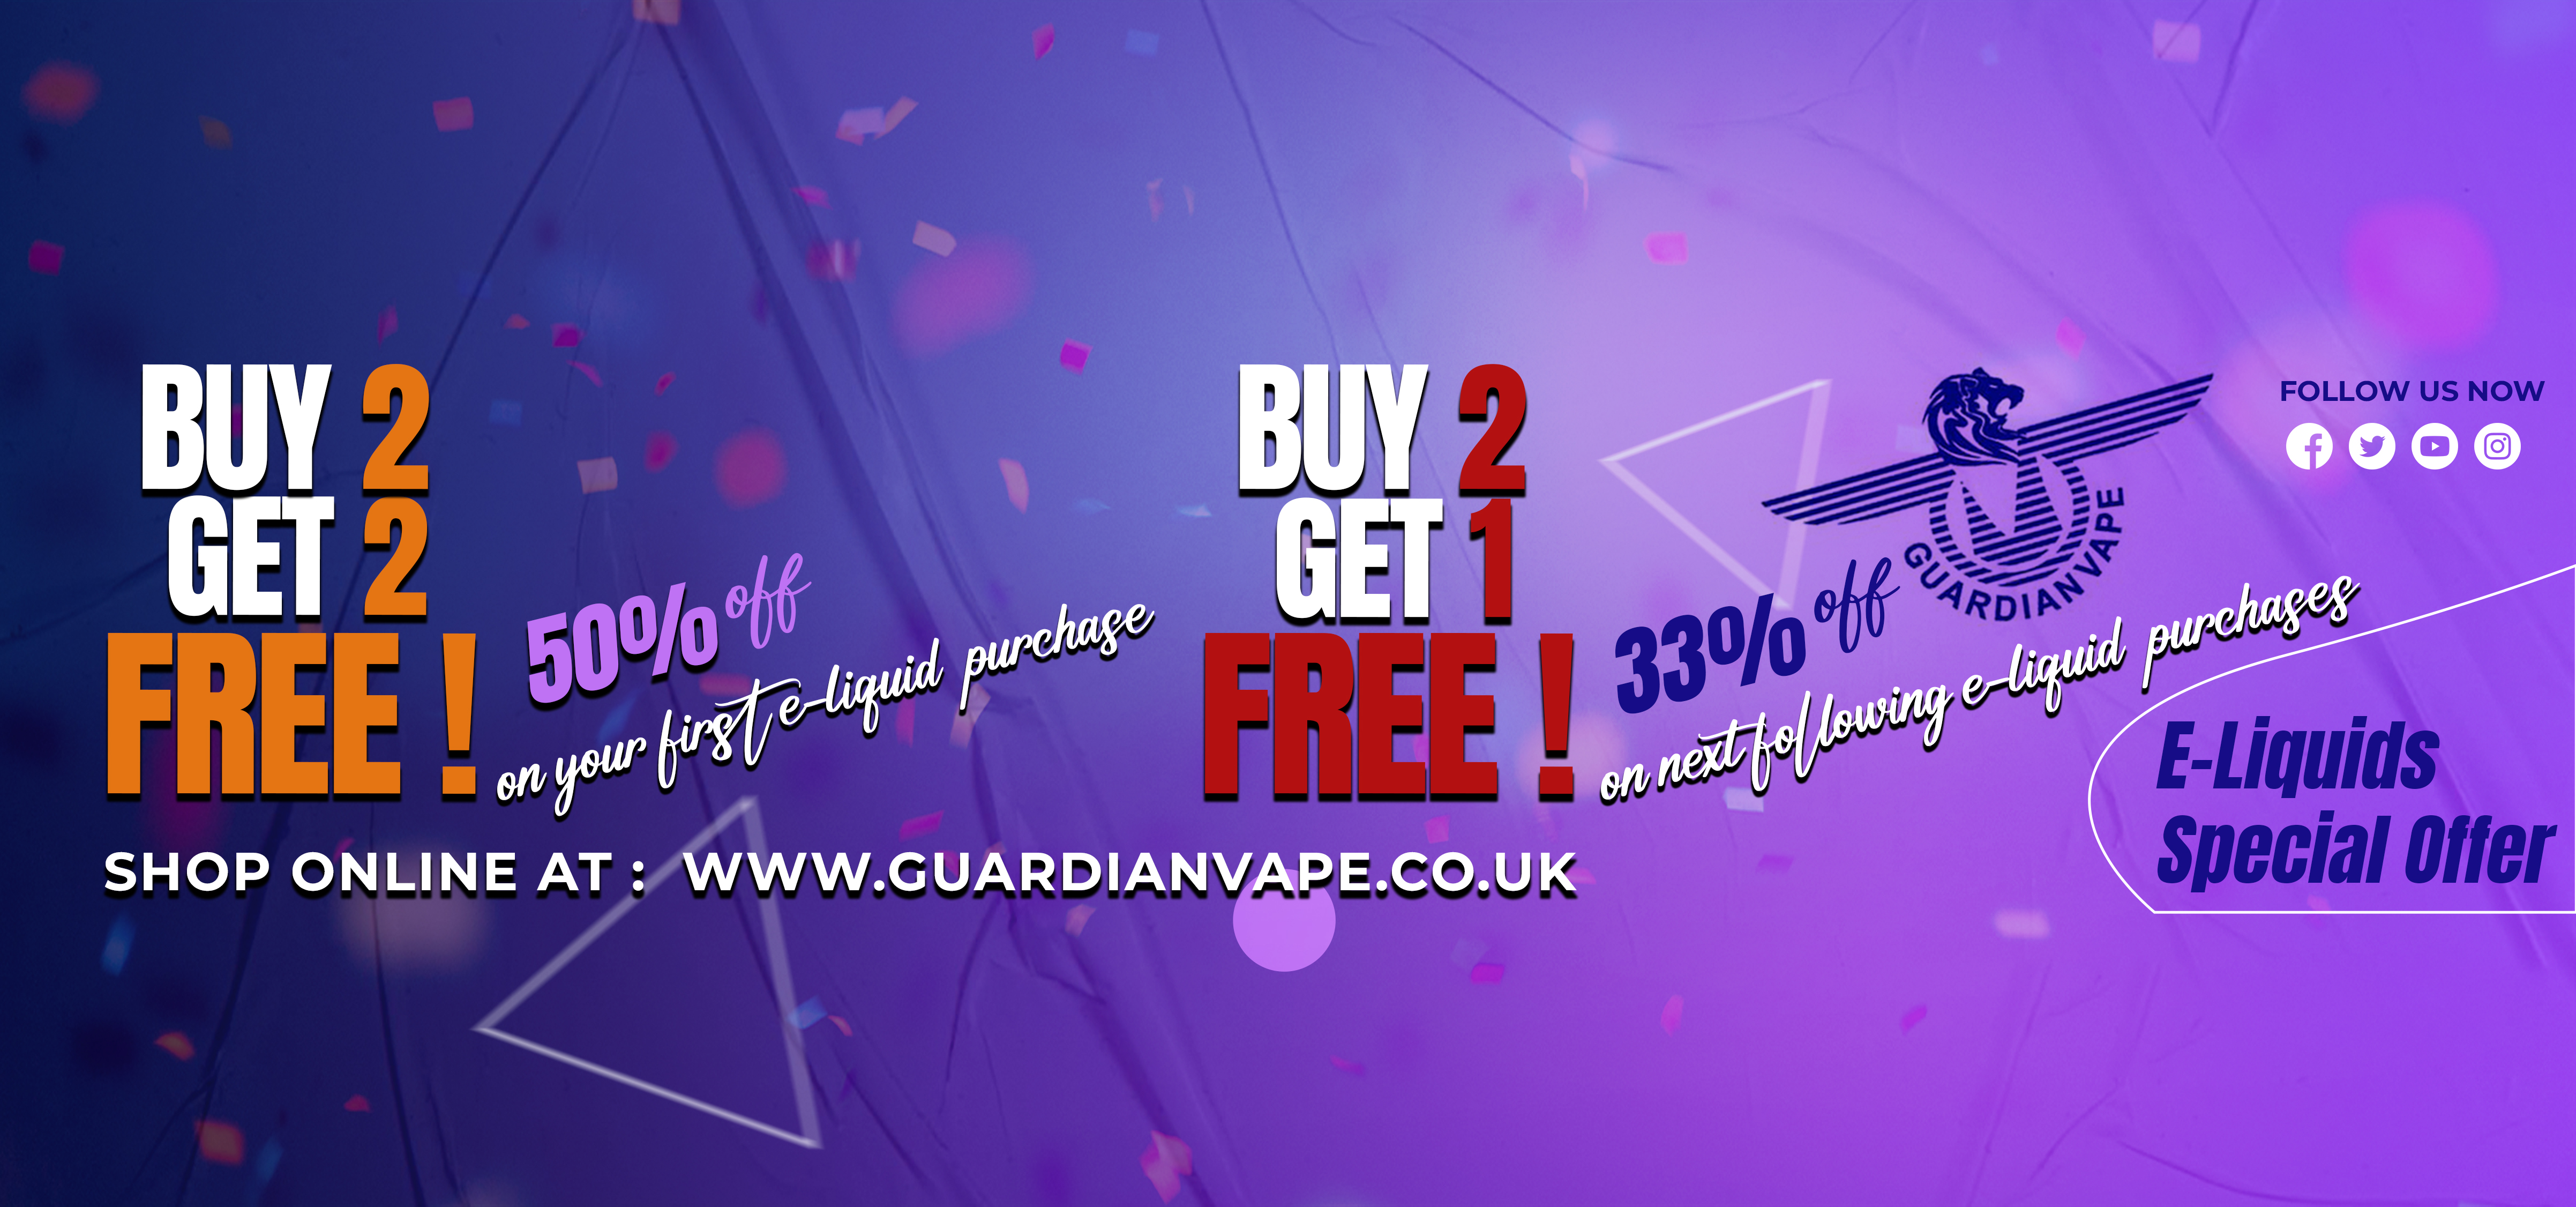 BUY 2
GET 2
FREE !
50% off
on your first e-liquid purchase
BUY 2
GET 1
FREE !
33% off
on next following e-liquid purchases
GUARDIANVAPE
FOLLOW US NOW
E-Liquids
Special Offer
SHOP ONLINE AT : WWW.GUARDIANVAPE.CO.UK